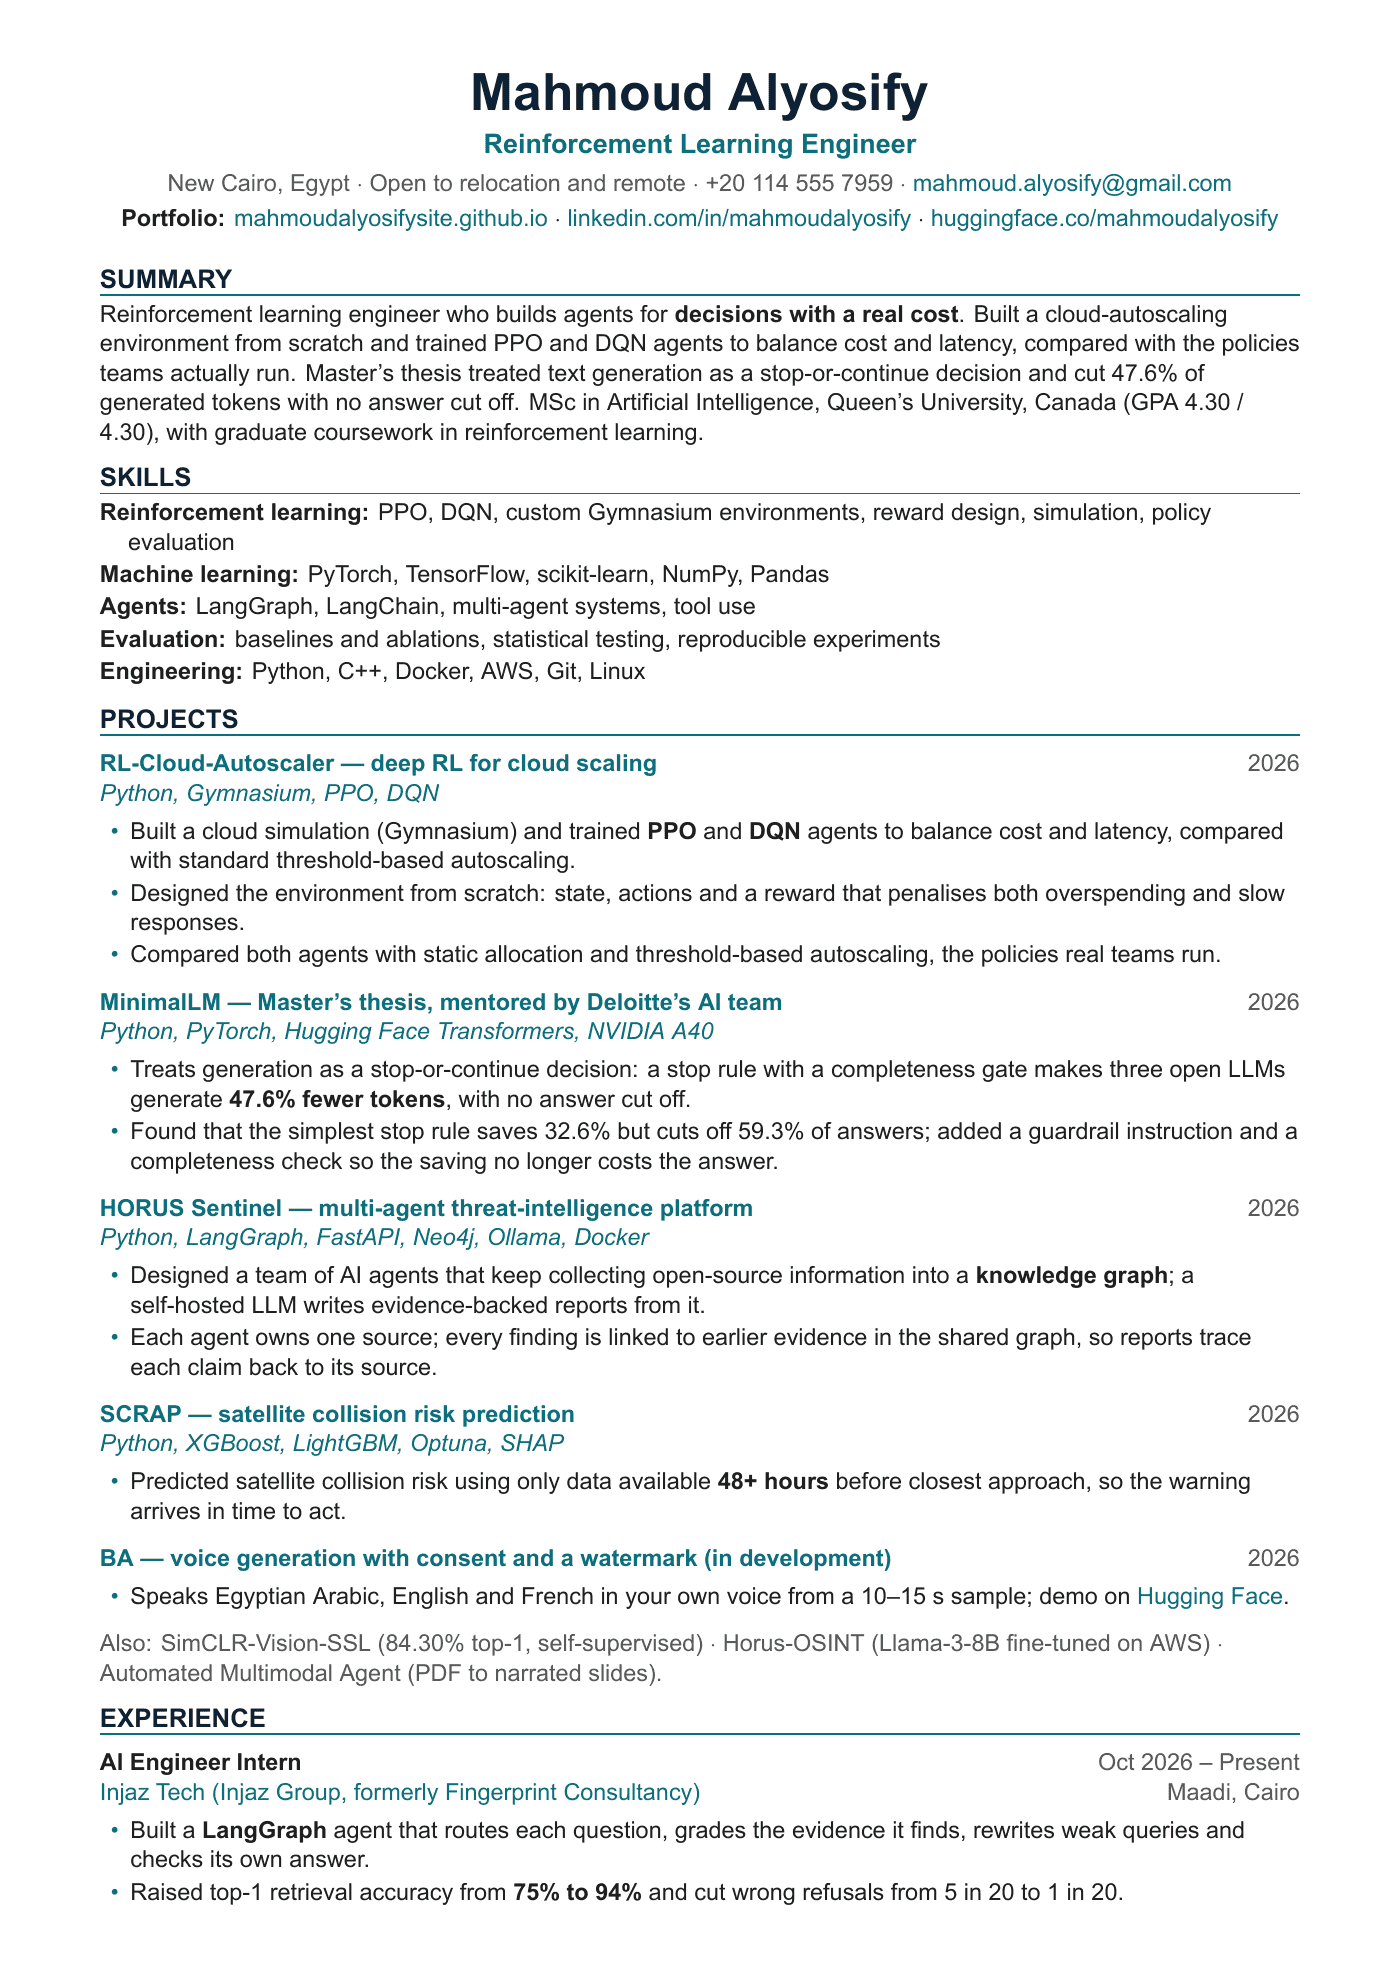 Mahmoud Alyosify
Reinforcement Learning Engineer
New Cairo, Egypt · Open to relocation and remote · +20 114 555 7959 · mahmoud.alyosify@gmail.com
Portfolio: mahmoudalyosifysite.github.io · linkedin.com/in/mahmoudalyosify · huggingface.co/mahmoudalyosify
SUMMARY
Reinforcement learning engineer who builds agents for decisions with a real cost. Built a cloud-autoscaling
environment from scratch and trained PPO and DQN agents to balance cost and latency, compared with the policies
teams actually run. Master’s thesis treated text generation as a stop-or-continue decision and cut 47.6% of
generated tokens with no answer cut off. MSc in Artificial Intelligence, Queen’s University, Canada (GPA 4.30 /
4.30), with graduate coursework in reinforcement learning.
SKILLS
Reinforcement learning: PPO, DQN, custom Gymnasium environments, reward design, simulation, policy
evaluation
Machine learning: PyTorch, TensorFlow, scikit-learn, NumPy, Pandas
Agents: LangGraph, LangChain, multi-agent systems, tool use
Evaluation: baselines and ablations, statistical testing, reproducible experiments
Engineering: Python, C++, Docker, AWS, Git, Linux
PROJECTS
RL-Cloud-Autoscaler — deep RL for cloud scaling 2026
Python, Gymnasium, PPO, DQN
• Built a cloud simulation (Gymnasium) and trained PPO and DQN agents to balance cost and latency, compared
with standard threshold-based autoscaling.
• Designed the environment from scratch: state, actions and a reward that penalises both overspending and slow
responses.
• Compared both agents with static allocation and threshold-based autoscaling, the policies real teams run.
MinimalLM — Master’s thesis, mentored by Deloitte’s AI team 2026
Python, PyTorch, Hugging Face Transformers, NVIDIA A40
• Treats generation as a stop-or-continue decision: a stop rule with a completeness gate makes three open LLMs
generate 47.6% fewer tokens, with no answer cut off.
• Found that the simplest stop rule saves 32.6% but cuts off 59.3% of answers; added a guardrail instruction and a
completeness check so the saving no longer costs the answer.
HORUS Sentinel — multi-agent threat-intelligence platform 2026
Python, LangGraph, FastAPI, Neo4j, Ollama, Docker
• Designed a team of AI agents that keep collecting open-source information into a knowledge graph; a
self-hosted LLM writes evidence-backed reports from it.
• Each agent owns one source; every finding is linked to earlier evidence in the shared graph, so reports trace
each claim back to its source.
SCRAP — satellite collision risk prediction 2026
Python, XGBoost, LightGBM, Optuna, SHAP
• Predicted satellite collision risk using only data available 48+ hours before closest approach, so the warning
arrives in time to act.
BA — voice generation with consent and a watermark (in development) 2026
• Speaks Egyptian Arabic, English and French in your own voice from a 10–15 s sample; demo on Hugging Face.
Also: SimCLR-Vision-SSL (84.30% top-1, self-supervised) · Horus-OSINT (Llama-3-8B fine-tuned on AWS) ·
Automated Multimodal Agent (PDF to narrated slides).
EXPERIENCE
AI Engineer Intern Oct 2026 – Present
Injaz Tech (Injaz Group, formerly Fingerprint Consultancy) Maadi, Cairo
• Built a LangGraph agent that routes each question, grades the evidence it finds, rewrites weak queries and
checks its own answer.
• Raised top-1 retrieval accuracy from 75% to 94% and cut wrong refusals from 5 in 20 to 1 in 20.